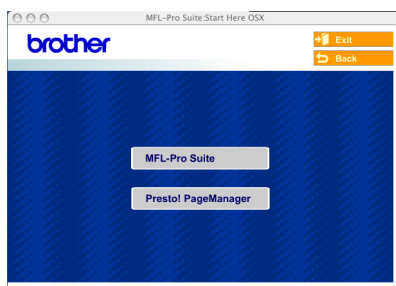 MFL-Pro Suite:Start Here OSX
brother
Exit
Back
MFL-Pro Suite
Presto! PageManager